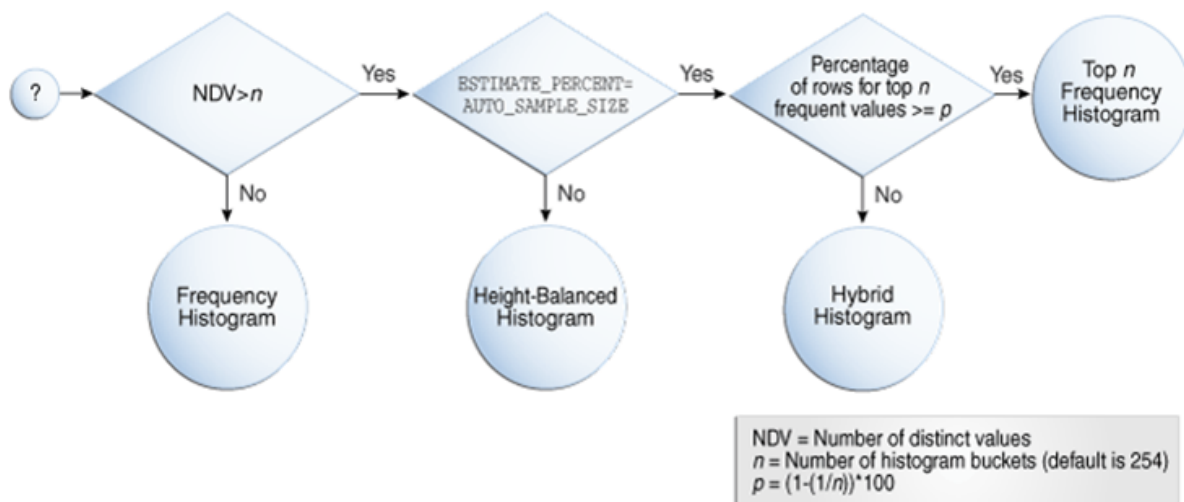 ?
NDV>n
Yes
No
Frequency
Histogram
ESTIMATE_PERCENT=
AUTO_SAMPLE_SIZE
Yes
No
Height-Balanced
Histogram
Percentage
of rows for top n
frequent values >= p
Yes
No
Hybrid
Histogram
Top n
Frequency
Histogram
NDV = Number of distinct values
n = Number of histogram buckets (default is 254)
p = (1-(1/n))*100